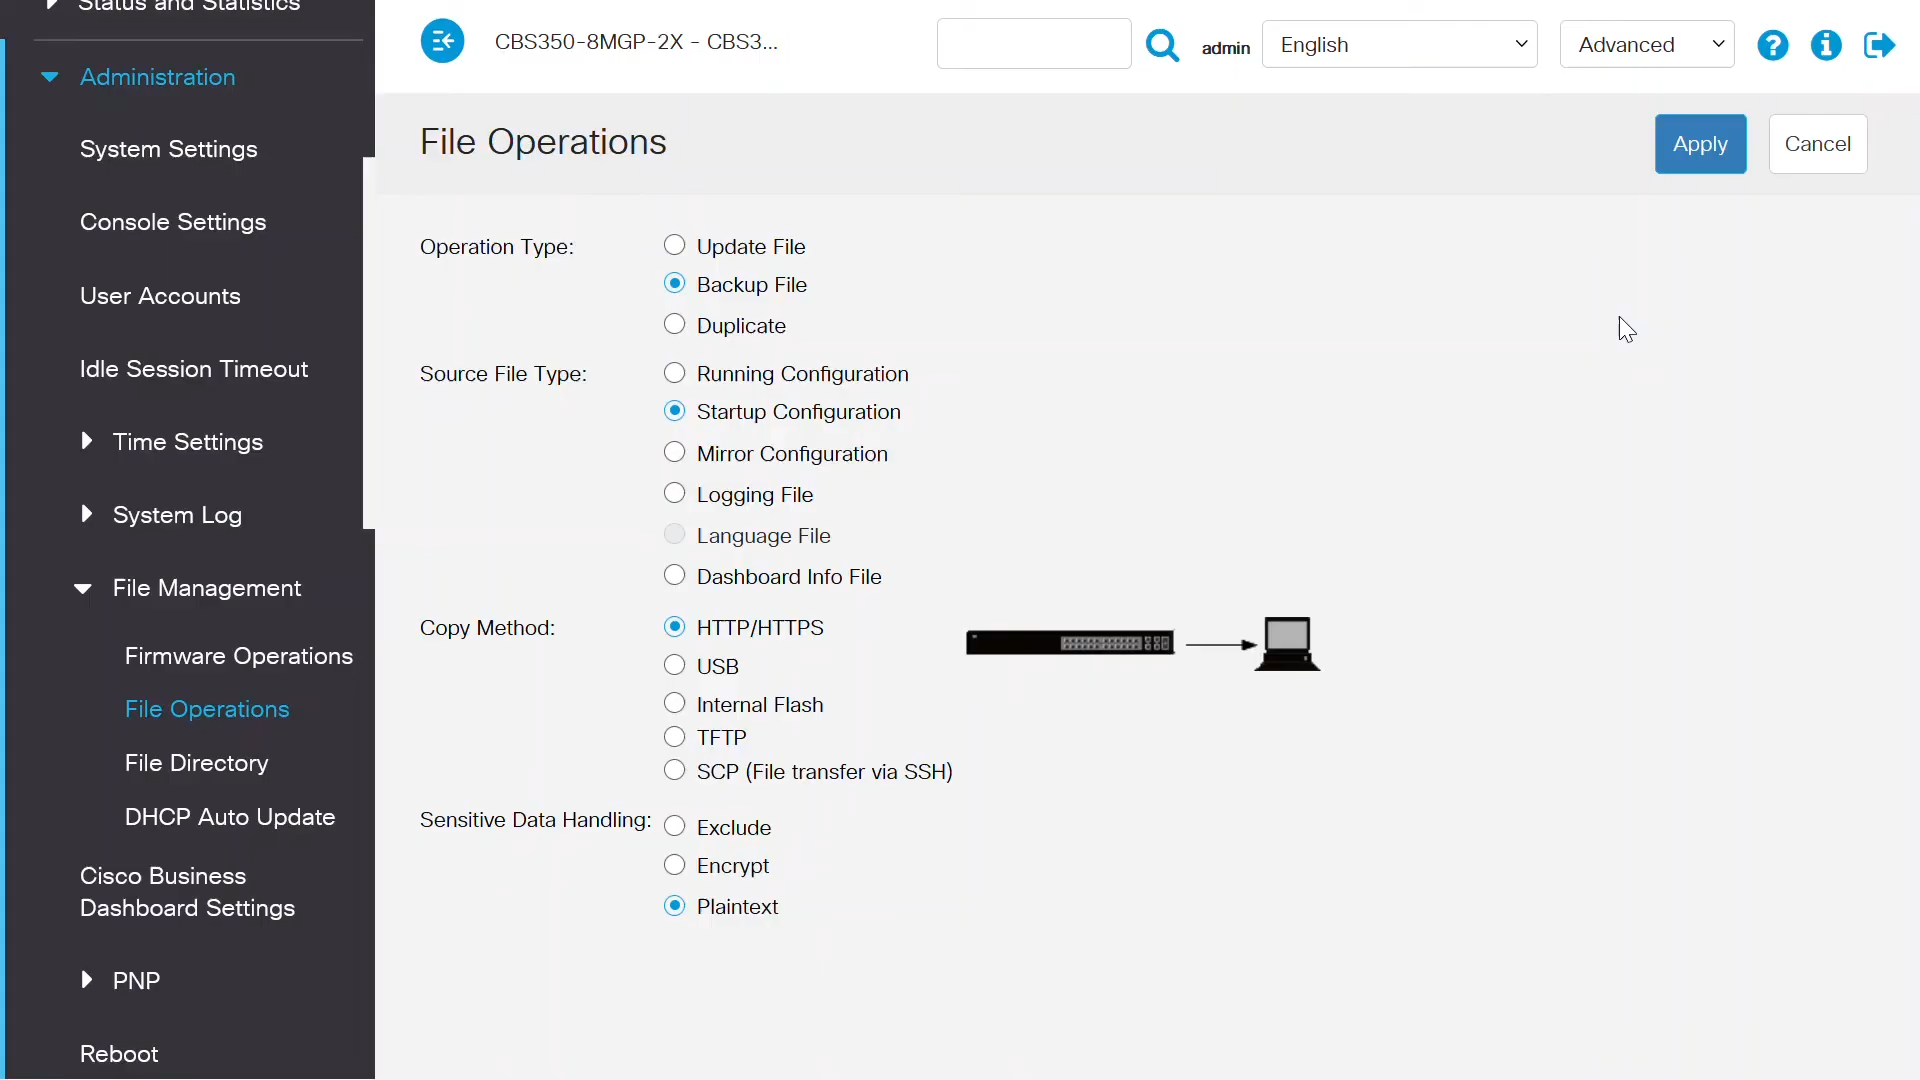 Status and Statistics
Administration
System Settings
Console Settings
User Accounts
Idle Session Timeout
Time Settings
System Log
File Management
Firmware Operations
File Operations
File Directory
DHCP Auto Update
Cisco Business
Dashboard Settings
PNP
Reboot
CBS350-8MGP-2X - CBS3...
admin
English
Advanced
File Operations
Apply
Cancel
Operation Type:
Update File
Backup File
Duplicate
Source File Type:
Running Configuration
Startup Configuration
Mirror Configuration
Logging File
Language File
Dashboard Info File
Copy Method:
HTTP/HTTPS
USB
Internal Flash
TFTP
SCP (File transfer via SSH)
Sensitive Data Handling:
Exclude
Encrypt
Plaintext